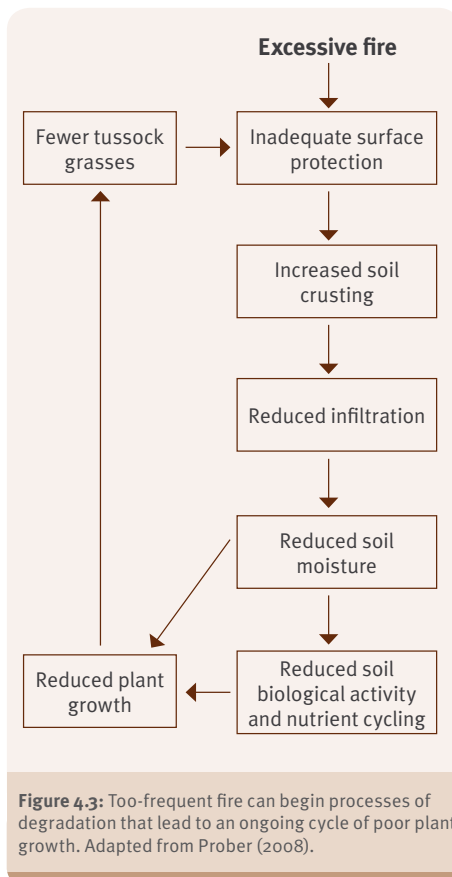 Excessive fire
Fewer tussock
grasses
Inadequate surface
protection
Increased soil
crusting
Reduced infiltration
Reduced soil
moisture
Reduced plant
growth
Reduced soil
biological activity
and nutrient cycling
Figure 4.3: Too-frequent fire can begin processes of
degradation that lead to an ongoing cycle of poor plant
growth. Adapted from Prober (2008).